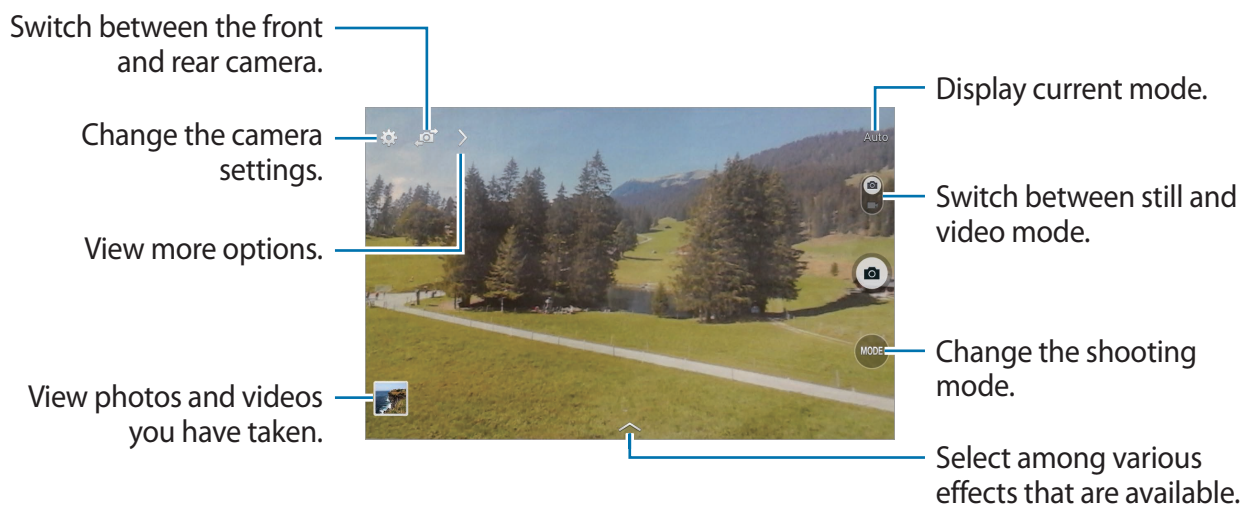 Switch between the front
and rear camera.
Change the camera
settings.
View more options.
View photos and videos
you have taken.
Auto
MODE
Display current mode.
Switch between still and
video mode.
Change the shooting
mode.
Select among various
effects that are available.